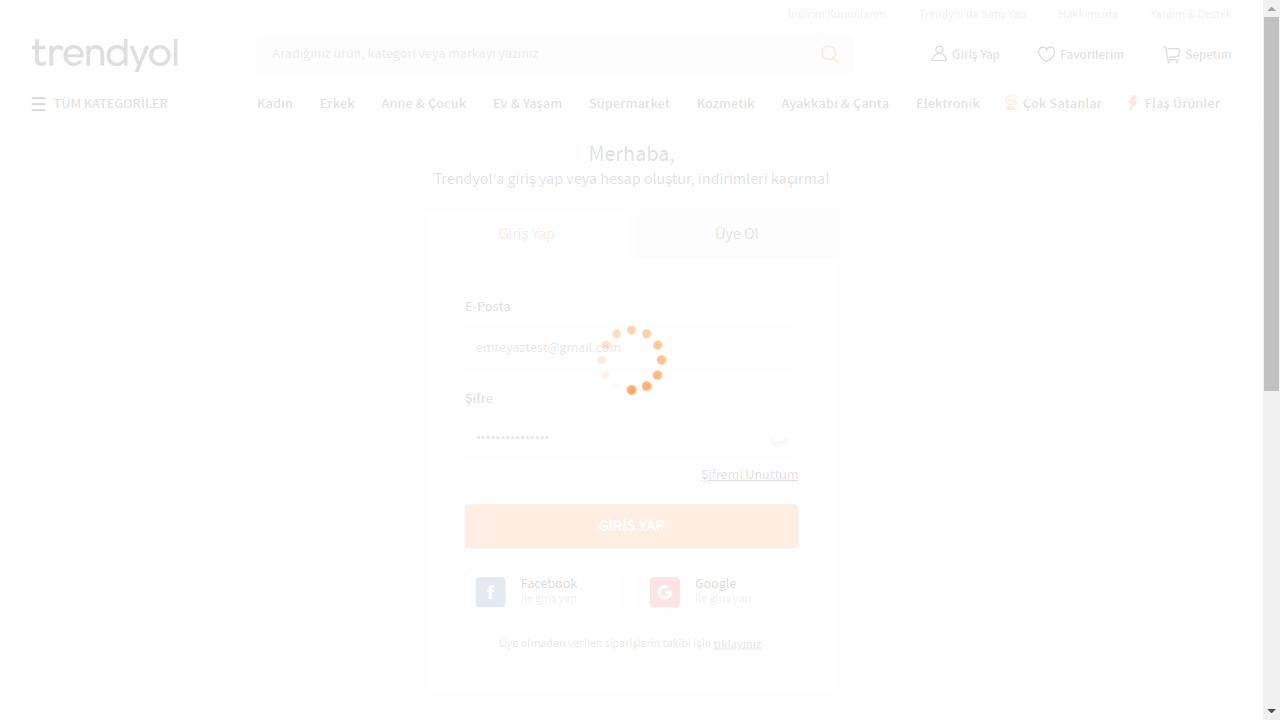 İndirim Kuponlarım Trendyol'da Satış Yap Hakkımızda Yardım & Destek
trendyol
Aradığınız ürün, kategori veya markayı yazınız
Giriş Yap Favorilerim Sepetim
TÜM KATEGORİLER Kadın Erkek Anne & Çocuk Ev & Yaşam Süpermarket Kozmetik Ayakkabı & Çanta Elektronik Çok Satanlar Flaş Ürünler
Merhaba,
Trendyol'a giriş yap veya hesap oluştur, indirimleri kaçırma!
Giriş Yap Üye Ol
E-Posta
emreyaztest@gmail.com
Şifre
•••••••••••••••
Şifremi Unuttum
GİRİŞ YAP
Facebook
ile giriş yap
Google
ile giriş yap
Üye olmadan verilen siparişlerin takibi için tıklayınız